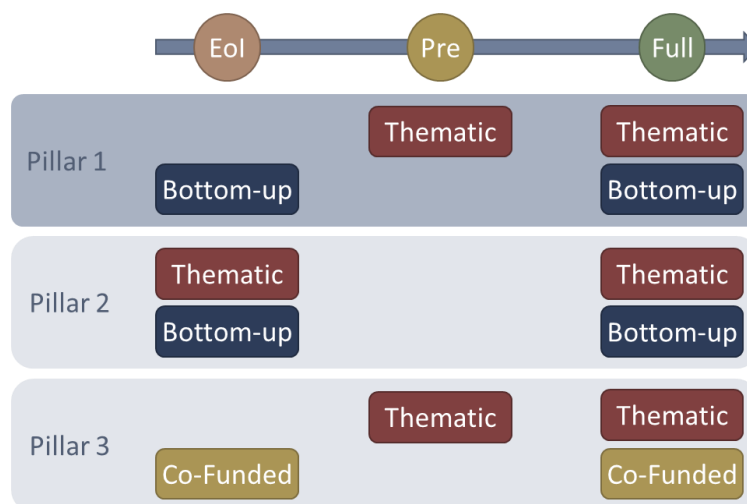 EoI
Pre
Full
Pillar 1
Thematic
Thematic
Bottom-up
Bottom-up
Pillar 2
Thematic
Thematic
Bottom-up
Bottom-up
Pillar 3
Thematic
Thematic
Co-Funded
Co-Funded